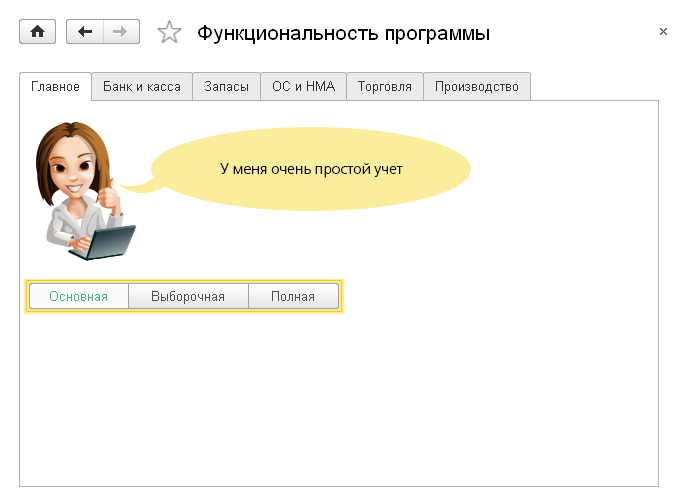 Функциональность программы
Главное Банк и касса Запасы ОС и НМА Торговля Производство
У меня очень простой учет
Основная Выборочная Полная